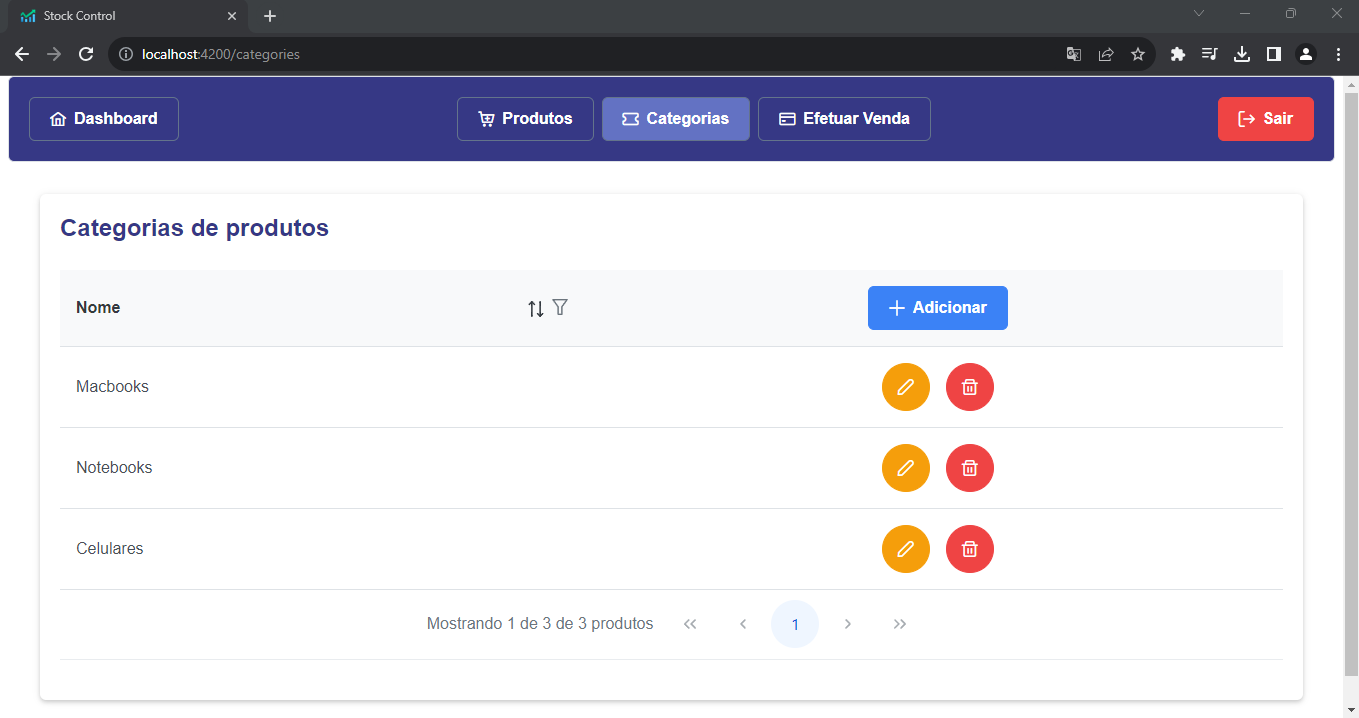 Stock Control
localhost:4200/categories
Dashboard Produtos Categorias Efetuar Venda Sair
Categorias de produtos
Nome Adicionar
Macbooks
Notebooks
Celulares
Mostrando 1 de 3 de 3 produtos 1